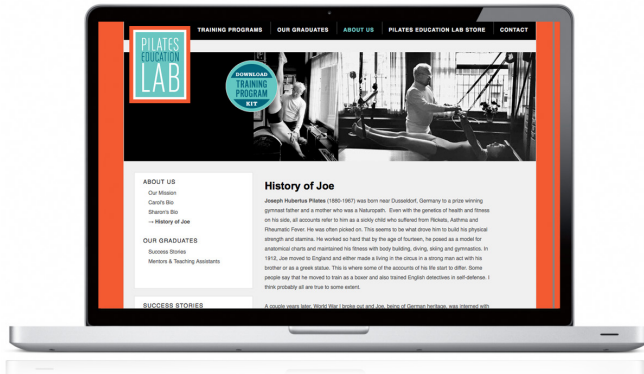 TRAINING PROGRAMS OUR GRADUATES ABOUT US PILATES EDUCATION LAB STORE CONTACT
PILATES
EDUCATION
LAB
DOWNLOAD
TRAINING
PROGRAM
KIT
ABOUT US
Our Mission
Carol's Bio
Sharon's Bio
→ History of Joe
OUR GRADUATES
Success Stories
Mentors & Teaching Assistants
SUCCESS STORIES
History of Joe
Joseph Hubertus Pilates (1880-1967) was born near Dusseldorf, Germany to a prize winning
gymnast father and a mother who was a Naturopath. Even with the genetics of health and fitness
on his side, all accounts refer to him as a sickly child who suffered from Rickets, Asthma and
Rheumatic Fever. He was often picked on. This seems to be what drove him to build his physical
strength and stamina. He worked so hard that by the age of fourteen, he posed as a model for
anatomical charts and maintained his fitness with body building, diving, skiing and gymnastics. In
1912, Joe moved to England and either made a living in the circus in a strong man act with his
brother or as a greek statue. This is where some of the accounts of his life start to differ. Some
people say that he moved to train as a boxer and also trained English detectives in self-defense. I
think probably all are true to some extent.
A couple years later, World War I broke out and Joe, being of German heritage, was interned with